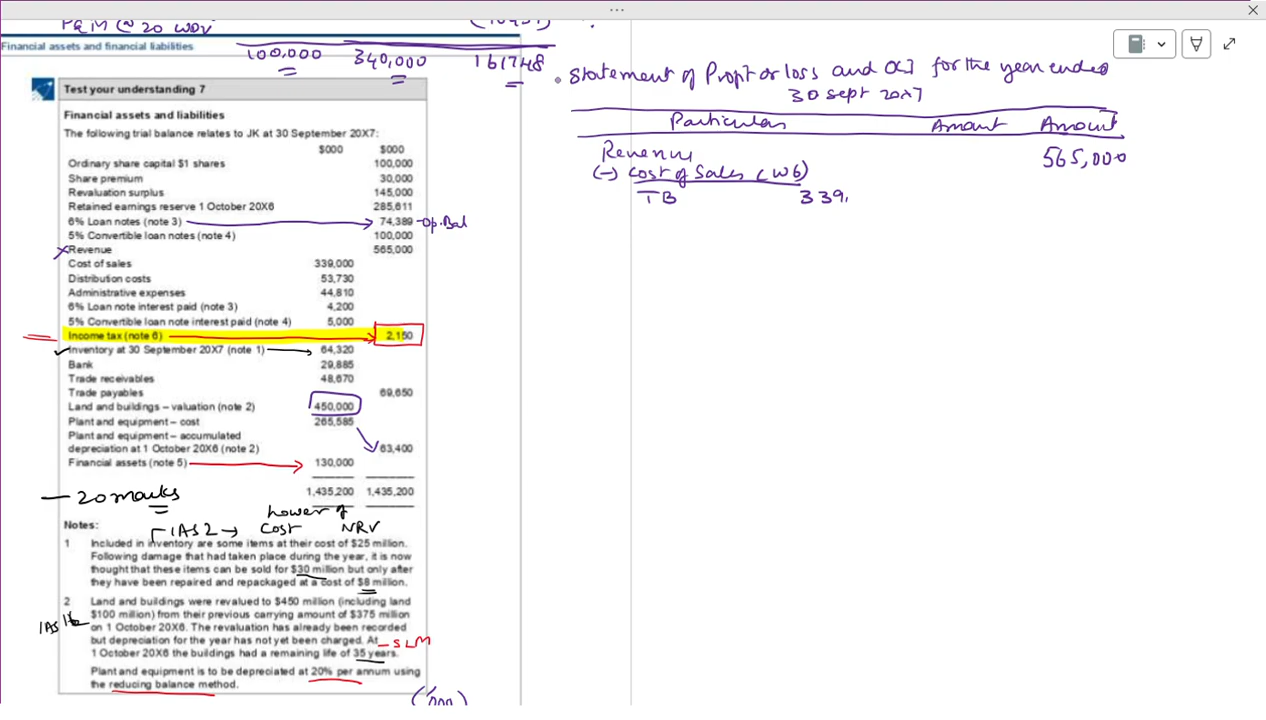 P&M @ 20 WDV
Financial assets and financial liabilities
100,000 340,000 161748
Test your understanding 7
Financial assets and financial liabilities
The following trial balance relates to JK at 30 September 20X7:
$000 $000
Ordinary share capital $1 shares 100,000
Share premium 30,000
Revaluation surplus 145,000
Retained earnings reserve 1 October 20X6 285,611
6% Loan notes (note 3) 74,389 -Op.Bal
5% Convertible loan notes (note 4) 100,000
Revenue 565,000
Cost of sales 339,000
Distribution costs 53,730
Administrative expenses 44,810
6% Loan note interest paid (note 3) 4,200
5% Convertible loan note interest paid (note 4) 5,000
Income tax (note 6) 2,150
Inventory at 30 September 20X7 (note 1) 64,320
Bank 29,885
Trade receivables 48,670
Trade payables 69,650
Land and buildings – valuation (note 2) 450,000
Plant and equipment – cost 265,585
Plant and equipment – accumulated
depreciation at 1 October 20X6 (note 2) 63,400
Financial assets (note 5) 130,000
1,435,200 1,435,200
— 20 marks
Lower of
Notes: IAS 2 → Cost NRV
1 Included in inventory are some items at their cost of $25 million.
Following damage that had taken place during the year, it is now
thought that these items can be sold for $30 million but only after
they have been repaired and repackaged at a cost of $8 million.
2 Land and buildings were revalued to $450 million (including land
$100 million) from their previous carrying amount of $375 million
IAS 16
on 1 October 20X6. The revaluation has already been recorded
but depreciation for the year has not yet been charged. At - SLM
1 October 20X6 the buildings had a remaining life of 35 years.
Plant and equipment is to be depreciated at 20% per annum using
the reducing balance method.
('000)
Statement of Profit or loss and OCI for the year ended
30 sept 20X7
Particulars Amount Amount
Revenue 565,000
(-) Cost of Sales (W6)
TB 339,